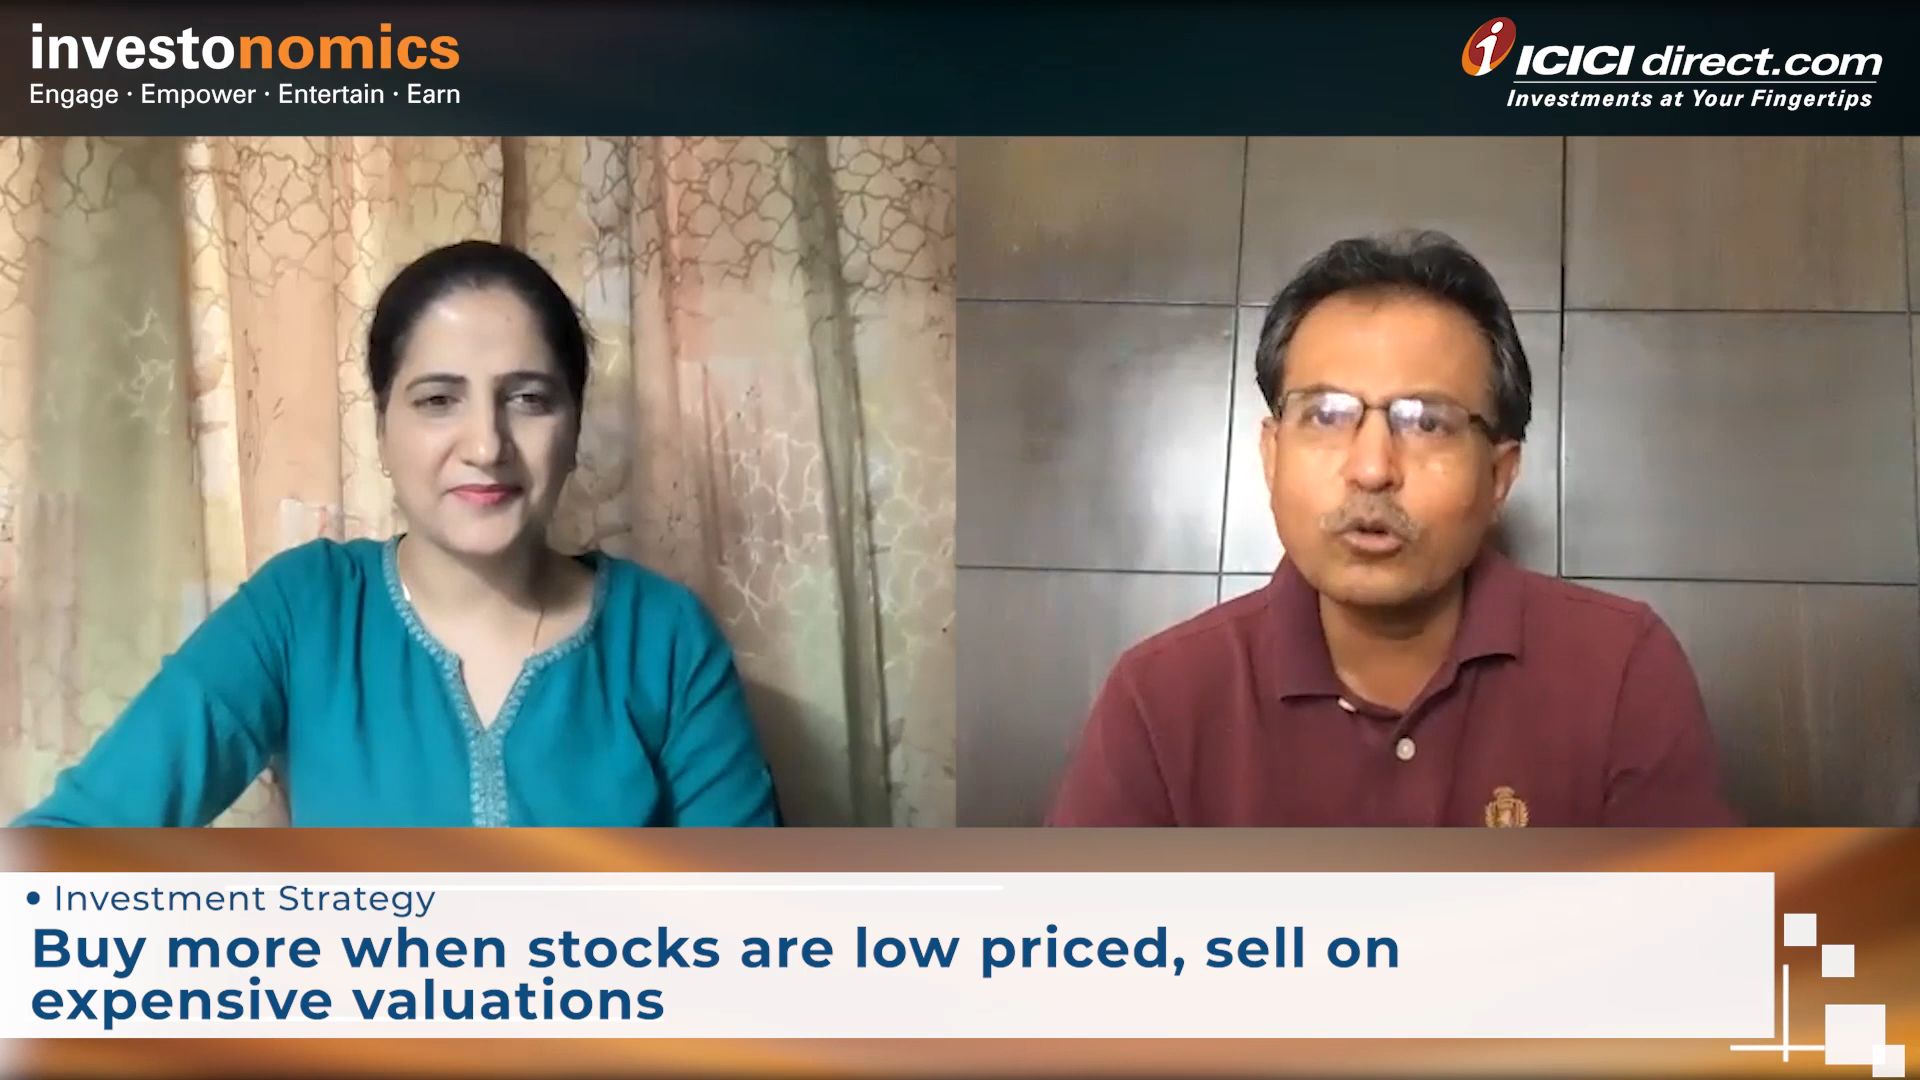 investonomics
Engage · Empower · Entertain · Earn
i ICICI direct.com
Investments at Your Fingertips
• Investment Strategy
Buy more when stocks are low priced, sell on
expensive valuations